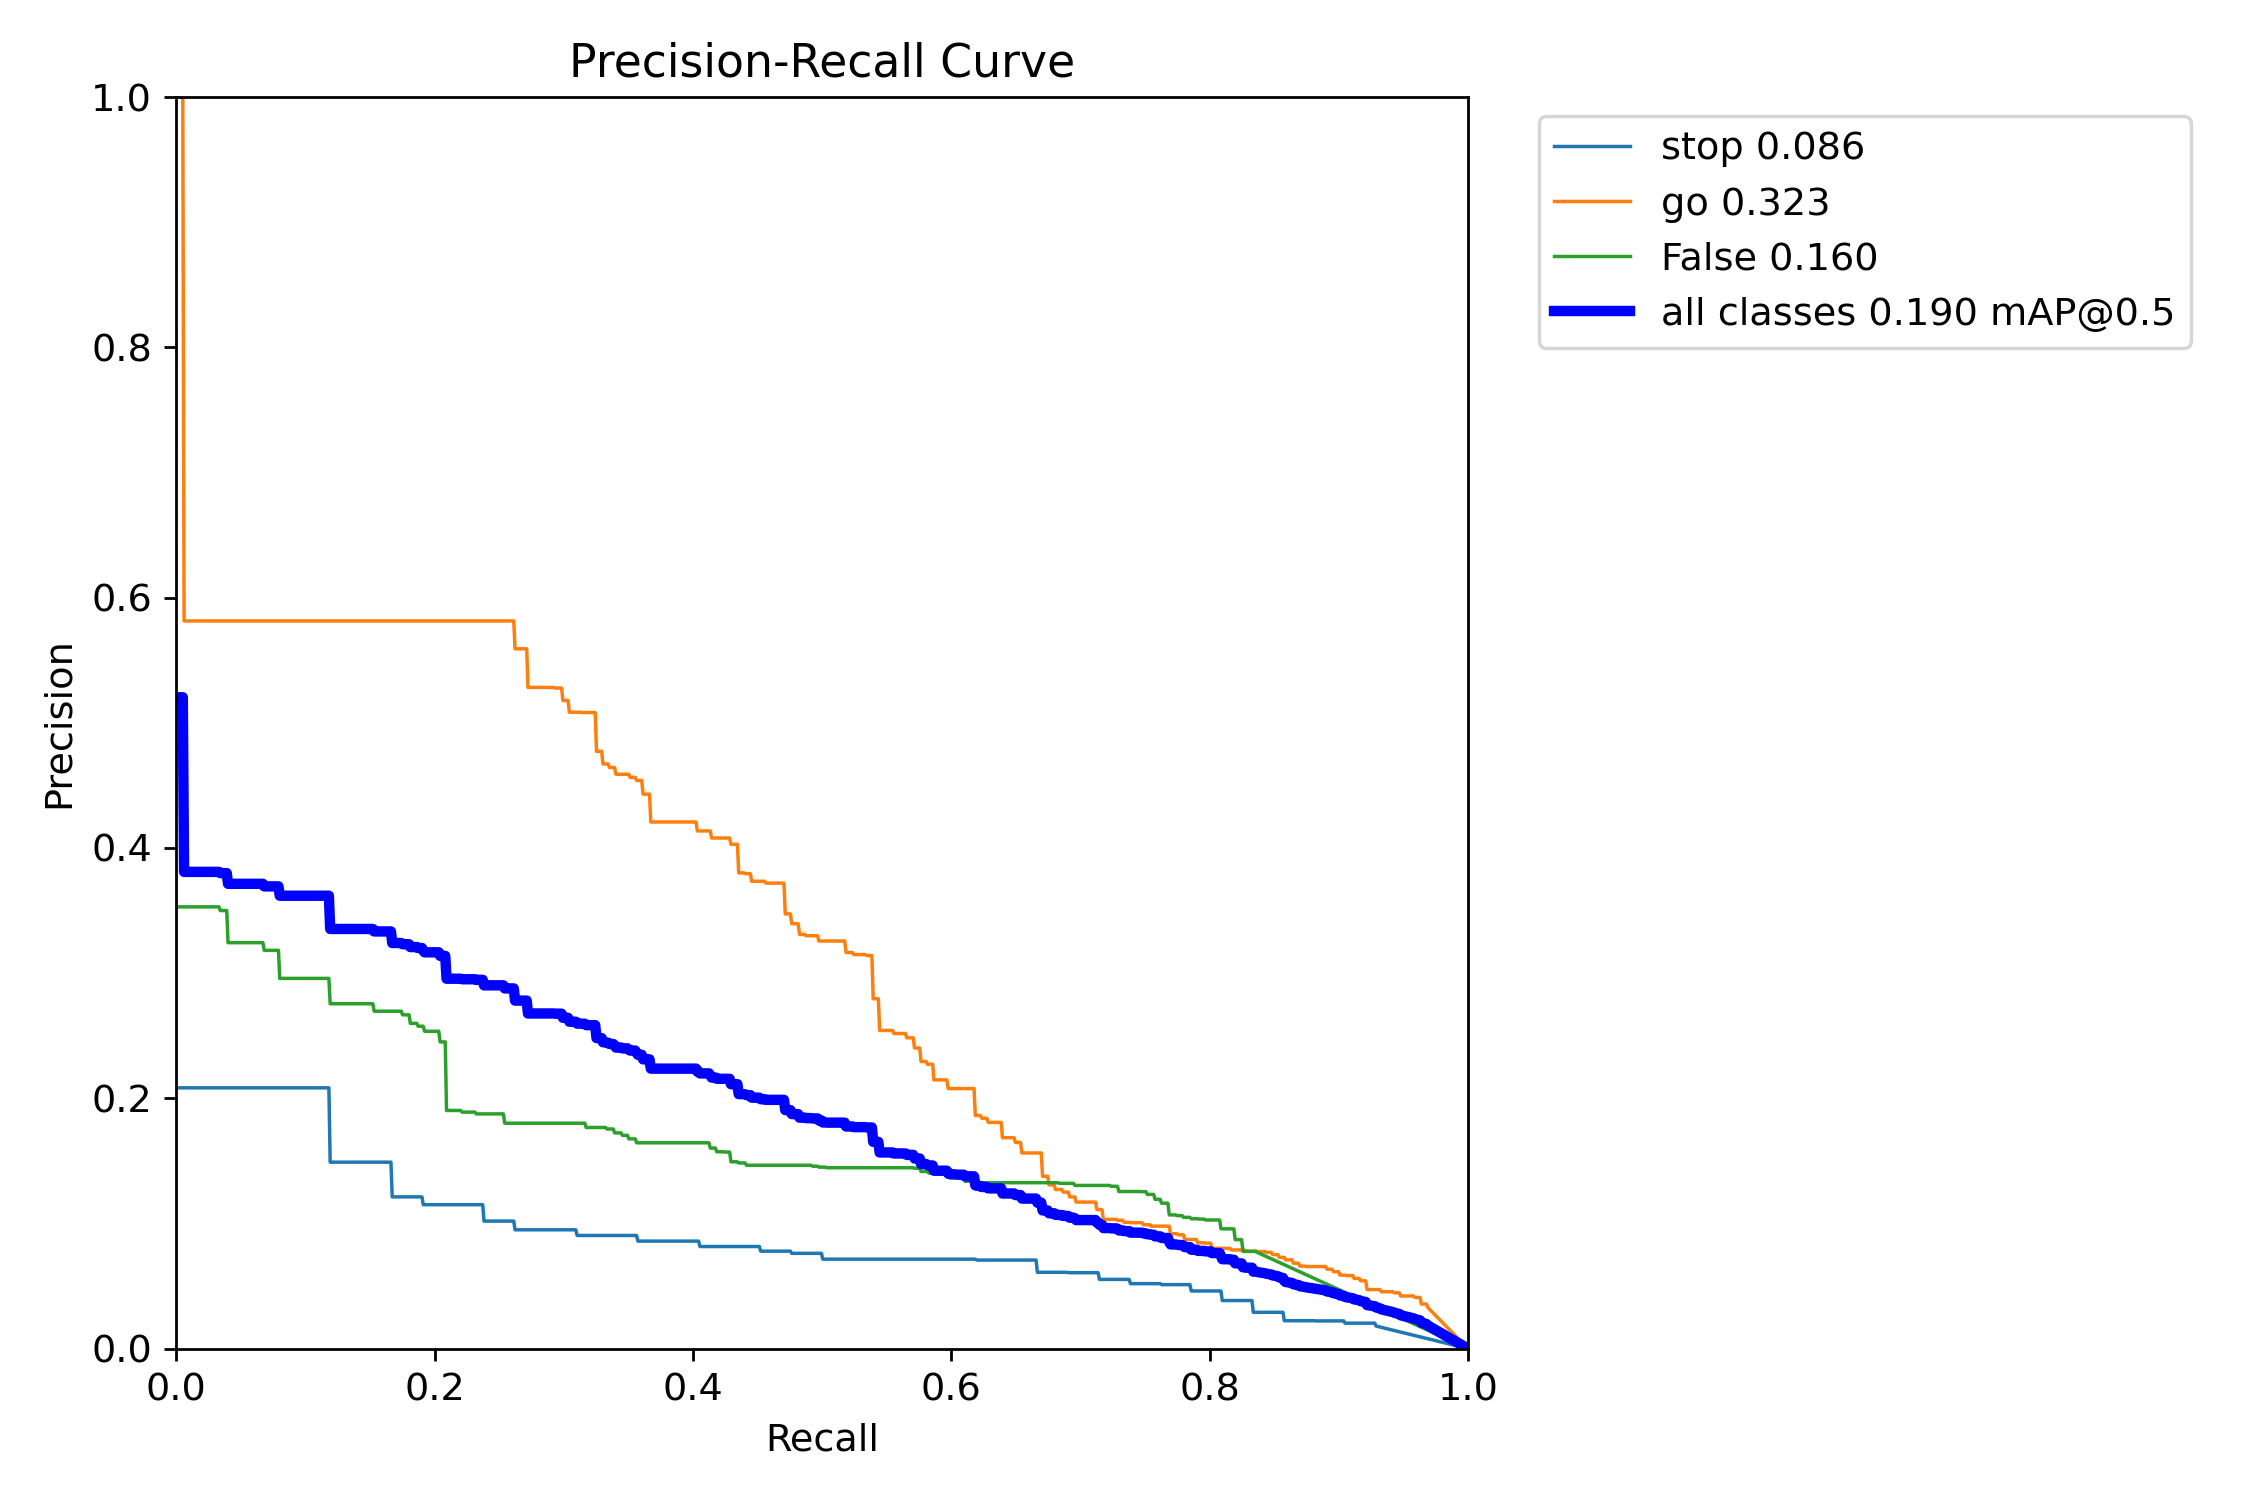 Precision-Recall Curve
1.0
0.8
0.6
0.4
0.2
0.0
Precision
0.0 0.2 0.4 0.6 0.8 1.0
Recall
stop 0.086
go 0.323
False 0.160
all classes 0.190 mAP@0.5